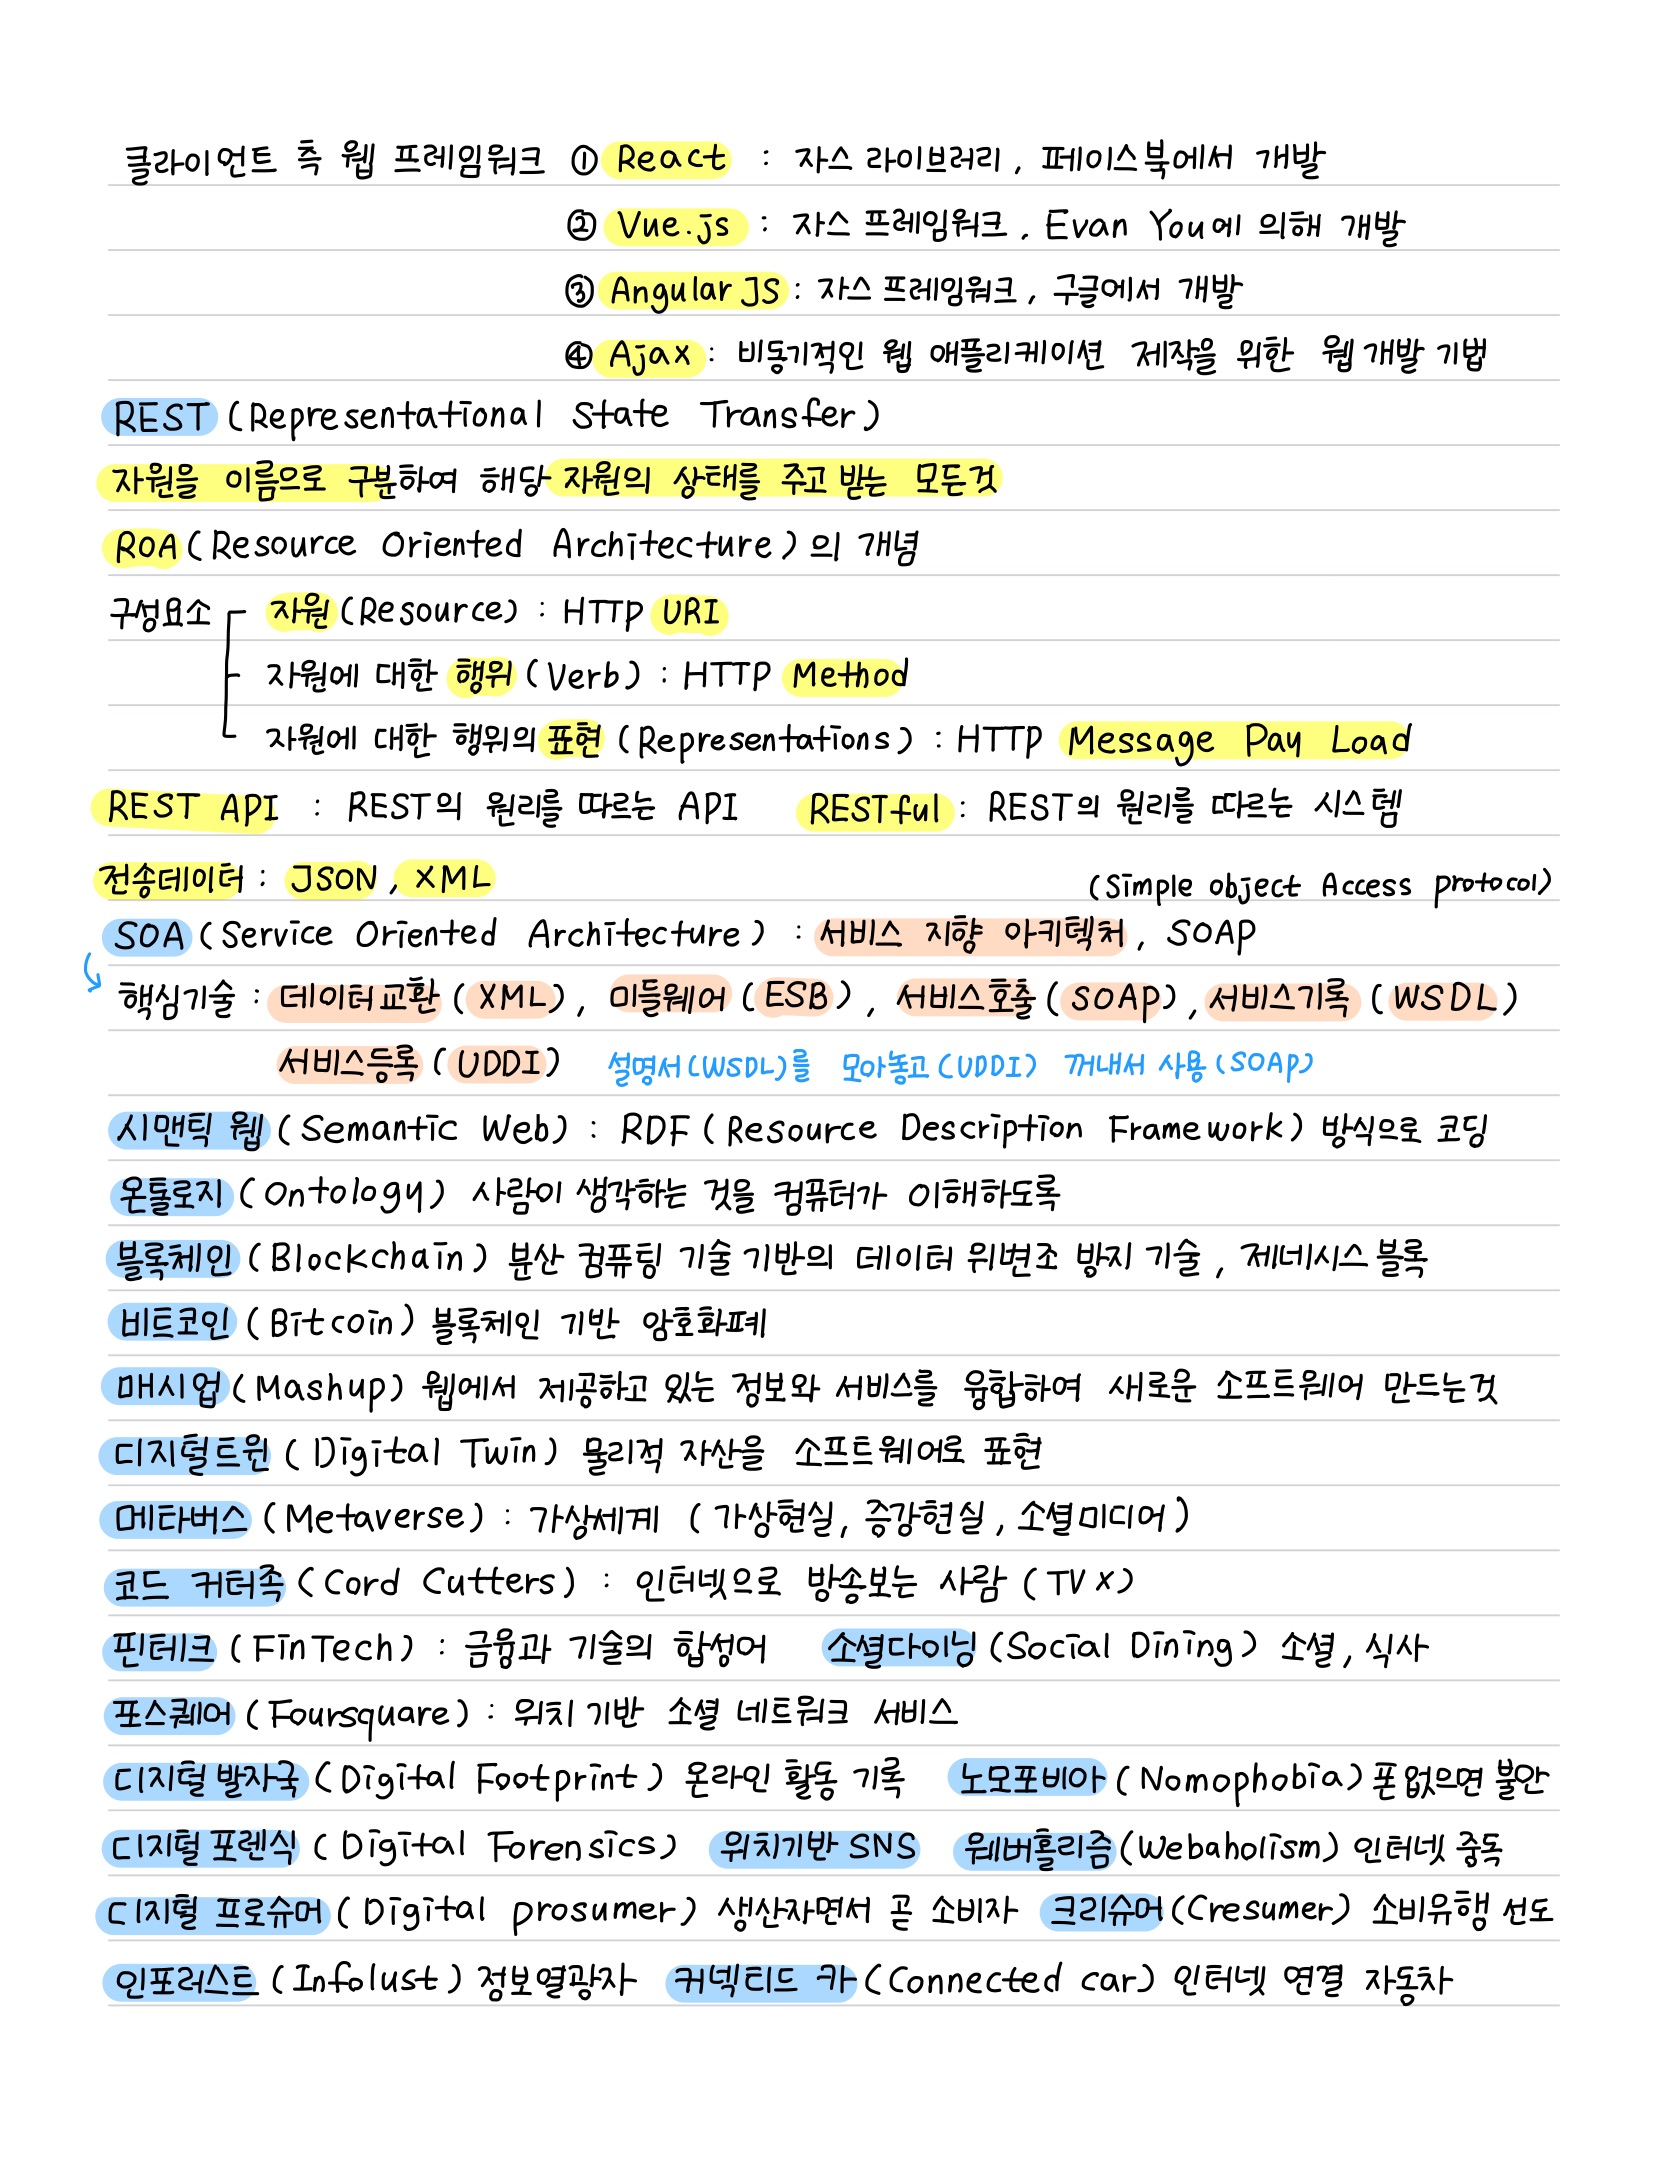 클라이언트 측 웹 프레임워크 ① React : 자스 라이브러리, 페이스북에서 개발
② Vue.js : 자스 프레임워크, Evan You에 의해 개발
③ Angular JS : 자스 프레임워크, 구글에서 개발
④ Ajax : 비동기적인 웹 애플리케이션 제작을 위한 웹 개발 기법
REST (Representational State Transfer)
자원을 이름으로 구분하여 해당 자원의 상태를 주고 받는 모든것
ROA (Resource Oriented Architecture)의 개념
구성요소 자원 (Resource) : HTTP URI
자원에 대한 행위 (Verb) : HTTP Method
자원에 대한 행위의 표현 (Representations) : HTTP Message Pay Load
REST API : REST의 원리를 따르는 API RESTful : REST의 원리를 따르는 시스템
전송데이터 : JSON, XML
(Simple object Access protocol)
SOA (Service Oriented Architecture) : 서비스 지향 아키텍처, SOAP
핵심기술 : 데이터교환 (XML), 미들웨어 (ESB), 서비스호출 (SOAP), 서비스기록 (WSDL)
서비스등록 (UDDI) 설명서(WSDL)를 모아놓고(UDDI) 꺼내서 사용(SOAP)
시맨틱 웹 (Semantic Web) : RDF (Resource Description Framework) 방식으로 코딩
온톨로지 (Ontology) 사람이 생각하는 것을 컴퓨터가 이해하도록
블록체인 (Blockchain) 분산 컴퓨팅 기술 기반의 데이터 위변조 방지 기술, 제네시스 블록
비트코인 (Bitcoin) 블록체인 기반 암호화폐
매시업 (Mashup) 웹에서 제공하고 있는 정보와 서비스를 융합하여 새로운 소프트웨어 만드는것
디지털트윈 (Digital Twin) 물리적 자산을 소프트웨어로 표현
메타버스 (Metaverse) : 가상세계 (가상현실, 증강현실, 소셜미디어)
코드 커터족 (Cord Cutters) : 인터넷으로 방송보는 사람 (TV x)
핀테크 (FinTech) : 금융과 기술의 합성어 소셜다이닝 (Social Dining) 소셜, 식사
포스퀘어 (Foursquare) : 위치 기반 소셜 네트워크 서비스
디지털 발자국 (Digital Footprint) 온라인 활동 기록 노모포비아 (Nomophobia) 폰 없으면 불안
디지털 포렌식 (Digital Forensics) 위치기반 SNS 웨버홀리즘 (Webaholism) 인터넷 중독
디지털 프로슈머 (Digital prosumer) 생산자면서 곧 소비자 크리슈머 (Cresumer) 소비유행 선도
인포러스트 (Infolust) 정보열광자 커넥티드 카 (Connected car) 인터넷 연결 자동차